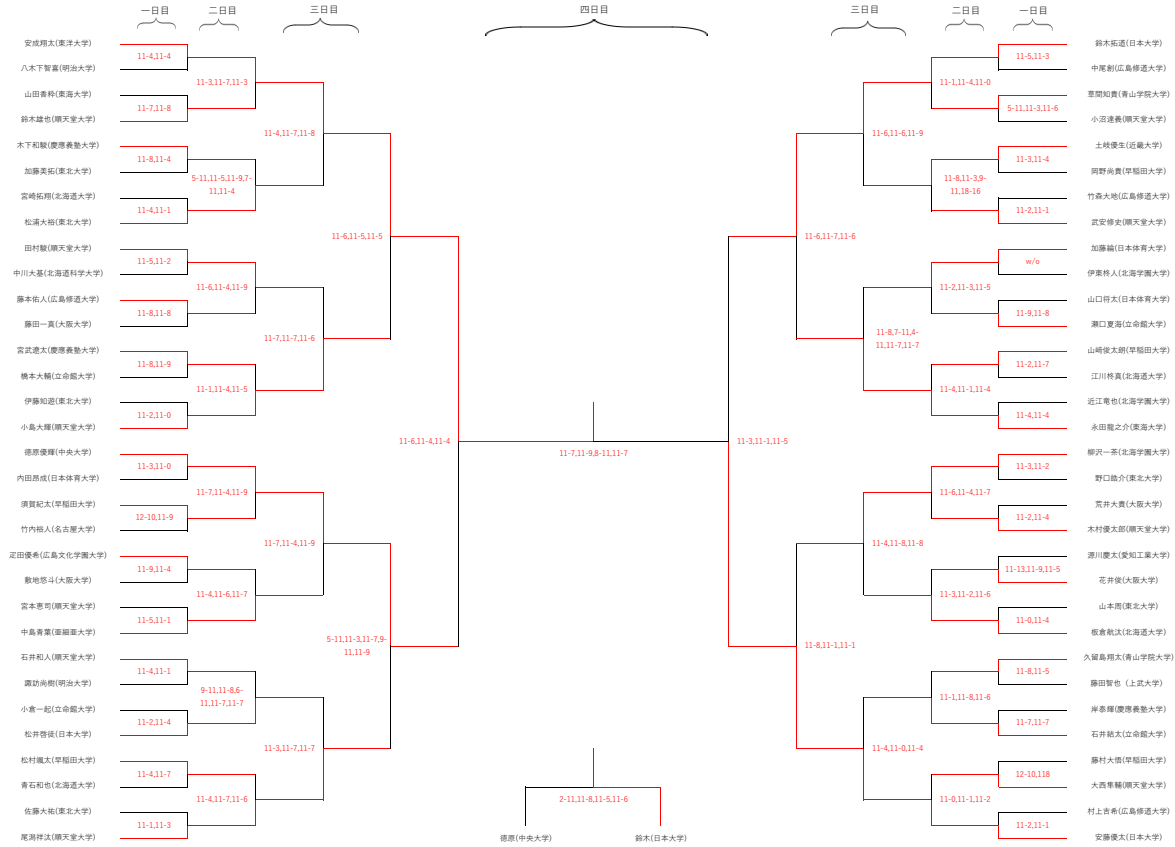 一日目
二日目
三日目
四日目
三日目
二日目
一日目
安成翔太(東洋大学)
八木下智喜(明治大学)
山田香粋(東海大学)
鈴木雄也(順天堂大学)
木下和駿(慶應義塾大学)
加藤美拓(東北大学)
宮崎拓翔(北海道大学)
松浦大裕(東北大学)
田村駿(順天堂大学)
中川大基(北海道科学大学)
藤本佑人(広島修道大学)
藤田一真(大阪大学)
宮武遼太(慶應義塾大学)
橋本大輔(立命館大学)
伊藤知遊(東北大学)
小島大輝(順天堂大学)
德原優輝(中央大学)
内田昂成(日本体育大学)
須賀紀太(早稲田大学)
竹内裕人(名古屋大学)
疋田優希(広島文化学園大学)
敷地悠斗(大阪大学)
宮本恵司(順天堂大学)
中島青葉(亜細亜大学)
石井和人(順天堂大学)
諏訪尚樹(明治大学)
小倉一起(立命館大学)
松井啓徒(日本大学)
松村颯太(早稲田大学)
青石和也(北海道大学)
佐藤大祐(東北大学)
尾潟祥汰(順天堂大学)
11-4,11-4
11-7,11-8
11-8,11-4
11-4,11-1
11-5,11-2
11-8,11-8
11-8,11-9
11-2,11-0
11-3,11-0
12-10,11-9
11-9,11-4
11-5,11-1
11-4,11-1
11-2,11-4
11-4,11-7
11-1,11-3
11-3,11-7,11-3
5-11,11-5,11-9,7-
11,11-4
11-6,11-4,11-9
11-1,11-4,11-5
11-7,11-4,11-9
11-4,11-6,11-7
9-11,11-8,6-
11,11-7,11-7
11-4,11-7,11-6
11-4,11-7,11-8
11-7,11-7,11-6
11-7,11-4,11-9
11-3,11-7,11-7
11-6,11-5,11-5
5-11,11-3,11-7,9-
11,11-9
11-6,11-4,11-4
11-7,11-9,8-11,11-7
11-3,11-1,11-5
11-6,11-7,11-6
11-8,11-1,11-1
11-6,11-6,11-9
11-8,7-11,4-
11,11-7,11-7
11-4,11-8,11-8
11-4,11-0,11-4
11-1,11-4,11-0
11-8,11-3,9-
11,18-16
11-2,11-3,11-5
11-4,11-1,11-4
11-6,11-4,11-7
11-3,11-2,11-6
11-1,11-8,11-6
11-0,11-1,11-2
11-5,11-3
5-11,11-3,11-6
11-3,11-4
11-2,11-1
w/o
11-9,11-8
11-2,11-7
11-4,11-4
11-3,11-2
11-2,11-4
11-13,11-9,11-5
11-0,11-4
11-8,11-5
11-7,11-7
12-10,118
11-2,11-1
鈴木拓道(日本大学)
中尾創(広島修道大学)
草間知貴(青山学院大学)
小沼達義(順天堂大学)
土岐優生(近畿大学)
岡野尚貴(早稲田大学)
竹森大地(広島修道大学)
武安修史(順天堂大学)
加藤綸(日本体育大学)
伊東柊人(北海学園大学)
山口将太(日本体育大学)
瀬口夏海(立命館大学)
山﨑俊太朗(早稲田大学)
江川柊真(北海道大学)
近江竜也(北海学園大学)
永田龍之介(東海大学)
柳沢一茶(北海学園大学)
野口皓介(東北大学)
荒井大貴(大阪大学)
木村優太郎(順天堂大学)
源川慶太(愛知工業大学)
花井俊(大阪大学)
山本周(東北大学)
板倉航汰(北海道大学)
久留島翔太(青山学院大学)
藤田智也（上武大学)
岸泰輝(慶應義塾大学)
石井結太(立命館大学)
藤村大悟(早稲田大学)
大西隼輔(順天堂大学)
村上吉希(広島修道大学)
安藤優太(日本大学)
2-11,11-8,11-5,11-6
德原(中央大学)
鈴木(日本大学)